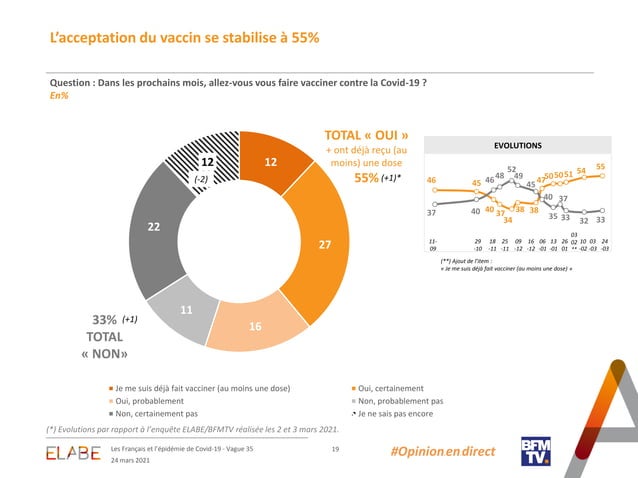 L’acceptation du vaccin se stabilise à 55%
Question : Dans les prochains mois, allez-vous vous faire vacciner contre la Covid-19 ?
En%
TOTAL « OUI »
+ ont déjà reçu (au
moins) une dose
55% (+1)*
12
(-2)
12
22
27
11
16
33% (+1)
TOTAL
« NON»
EVOLUTIONS
46
45
40
37
34
38
38
38
47
50
50
51
54
55
37
40
46
48
52
49
45
40
35
37
33
32
33
11-
09
29
-10
18
-11
25
-11
09
-12
16
-12
06
-01
13
-01
26
01
03
02
**
10
-02
03
-03
24
-03
(**) Ajout de l’item :
« Je me suis déjà fait vacciner (au moins une dose) »
Je me suis déjà fait vacciner (au moins une dose)
Oui, certainement
Oui, probablement
Non, probablement pas
Non, certainement pas
Je ne sais pas encore
(*) Evolutions par rapport à l’enquête ELABE/BFMTV réalisée les 2 et 3 mars 2021.
ELABE
Les Français et l’épidémie de Covid-19 - Vague 35
24 mars 2021
19
#Opinion en direct
BFM
TV.